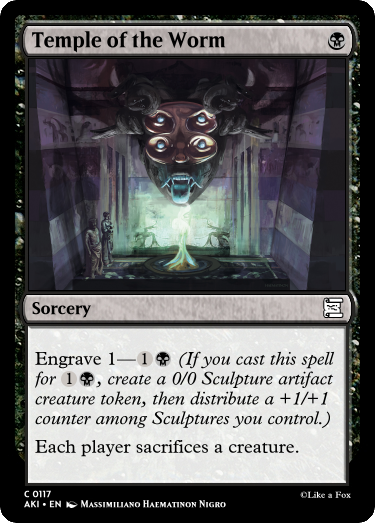 Temple of the Worm
Sorcery
Engrave 1—1 (If you cast this spell
for 1, create a 0/0 Sculpture artifact
creature token, then distribute a +1/+1
counter among Sculptures you control.)
Each player sacrifices a creature.
C 0117
©Like a Fox
AKI • EN Massimiliano Haematinon Nigro